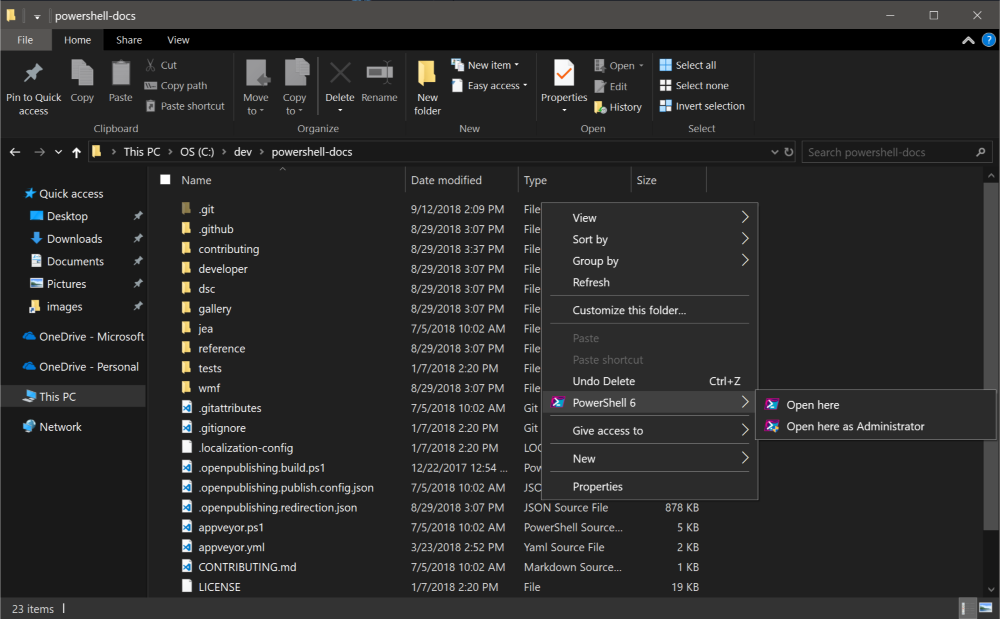 powershell-docs
File Home Share View
Pin to Quick access
Copy
Paste
Cut
Copy path
Paste shortcut
Clipboard
Move to
Copy to
Delete
Rename
Organize
New folder
New item
Easy access
New
Properties
Open
Edit
History
Open
Select all
Select none
Invert selection
Select
This PC > OS (C:) > dev > powershell-docs
Search powershell-docs
Quick access
Desktop
Downloads
Documents
Pictures
images
OneDrive - Microsoft
OneDrive - Personal
This PC
Network
Name Date modified Type Size
.git 9/12/2018 2:09 PM File
.github 8/29/2018 3:07 PM File
contributing 8/29/2018 3:37 PM File
developer 8/29/2018 3:07 PM File
dsc 8/29/2018 3:07 PM File
gallery 8/29/2018 3:07 PM File
jea 7/5/2018 10:02 AM File
reference 8/29/2018 3:07 PM File
tests 1/7/2018 2:20 PM File
wmf 8/29/2018 3:07 PM File
.gitattributes 7/5/2018 10:02 AM Git
.gitignore 1/7/2018 2:20 PM Git
.localization-config 1/7/2018 2:20 PM LOC
.openpublishing.build.ps1 12/22/2017 12:54 ... Pow
.openpublishing.publish.config.json 7/5/2018 10:02 AM JSO
.openpublishing.redirection.json 8/29/2018 3:07 PM JSON Source File 878 KB
appveyor.ps1 7/5/2018 10:02 AM PowerShell Source... 5 KB
appveyor.yml 3/23/2018 2:52 PM Yaml Source File 2 KB
CONTRIBUTING.md 7/5/2018 10:02 AM Markdown Source... 1 KB
LICENSE 1/7/2018 2:20 PM File 19 KB
View
Sort by
Group by
Refresh
Customize this folder...
Paste
Paste shortcut
Undo Delete Ctrl+Z
PowerShell 6
Give access to
New
Properties
Open here
Open here as Administrator
23 items